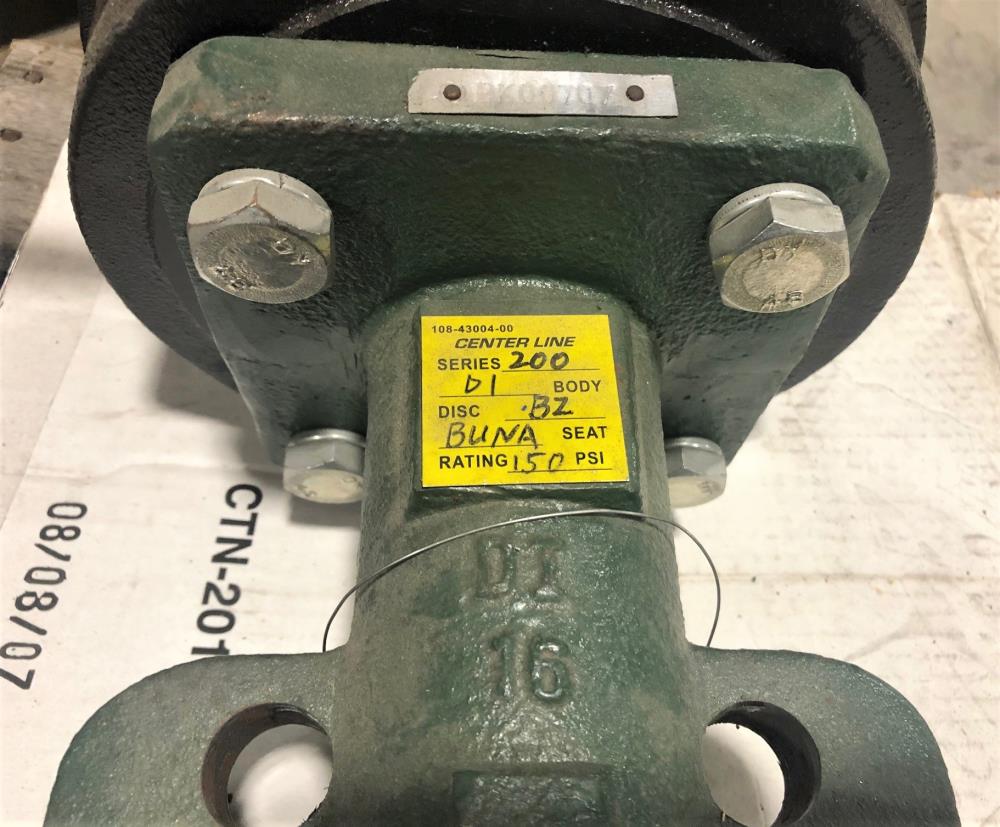 PK00707
108-43004-00
CENTER LINE
SERIES 200
DI BODY
DISC BZ
BUNA SEAT
RATING 150 PSI
DI
16
CTN-201
08/08/07